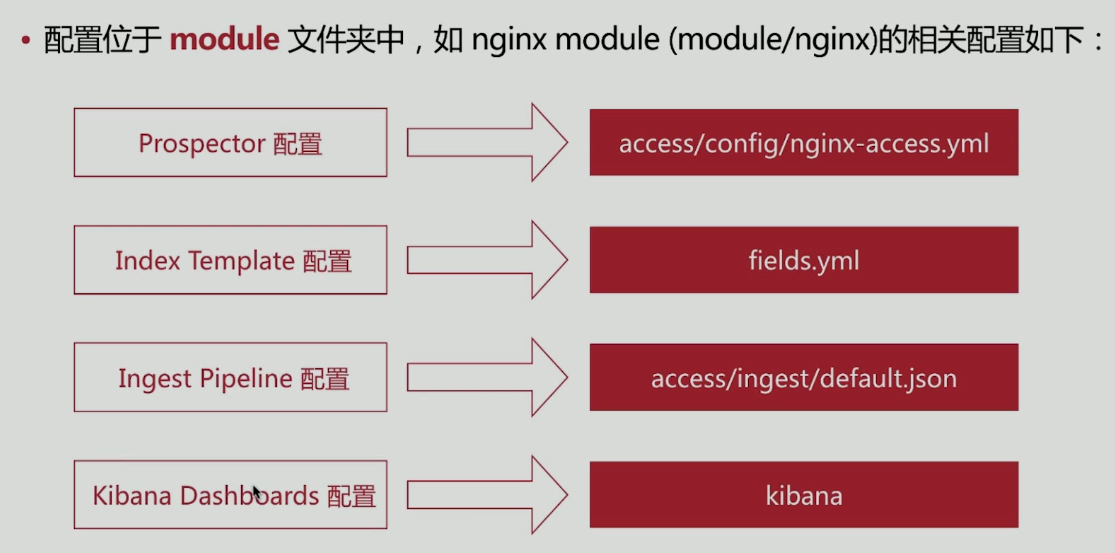 • 配置位于 module 文件夹中，如 nginx module (module/nginx)的相关配置如下：
Prospector 配置
access/config/nginx-access.yml
Index Template 配置
fields.yml
Ingest Pipeline 配置
access/ingest/default.json
Kibana Dashboards 配置
kibana